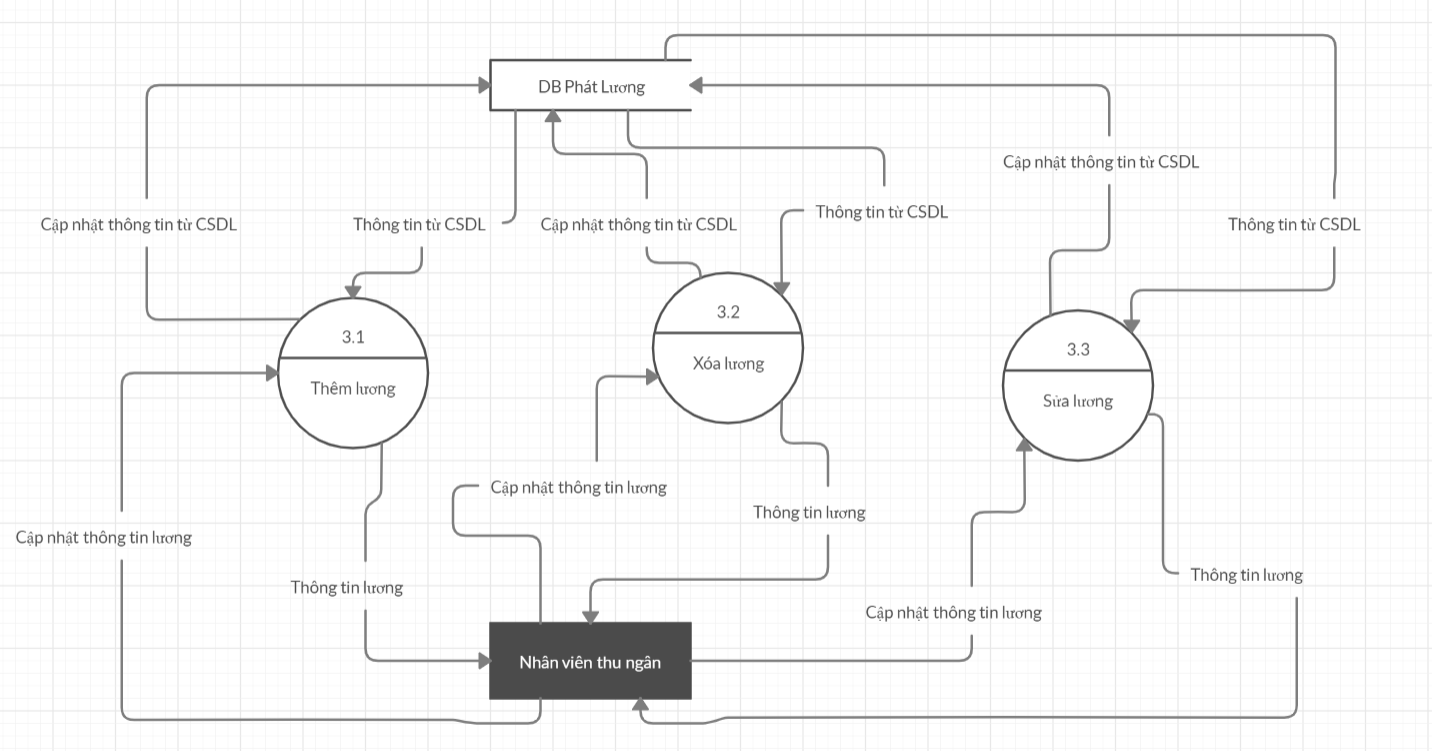 DB Phát Lương
Cập nhật thông tin từ CSDL
Thông tin từ CSDL
Cập nhật thông tin từ CSDL
Thông tin từ CSDL
Cập nhật thông tin từ CSDL
Thông tin từ CSDL
3.1
Thêm lương
3.2
Xóa lương
3.3
Sửa lương
Cập nhật thông tin lương
Thông tin lương
Cập nhật thông tin lương
Thông tin lương
Cập nhật thông tin lương
Thông tin lương
Nhân viên thu ngân